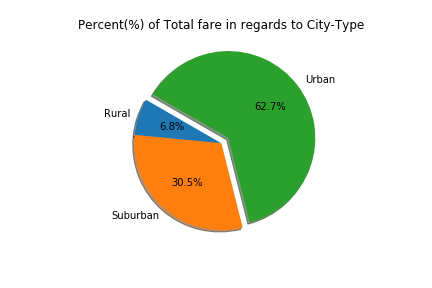 Percent(%) of Total fare in regards to City-Type
Urban
62.7%
Rural
6.8%
30.5%
Suburban